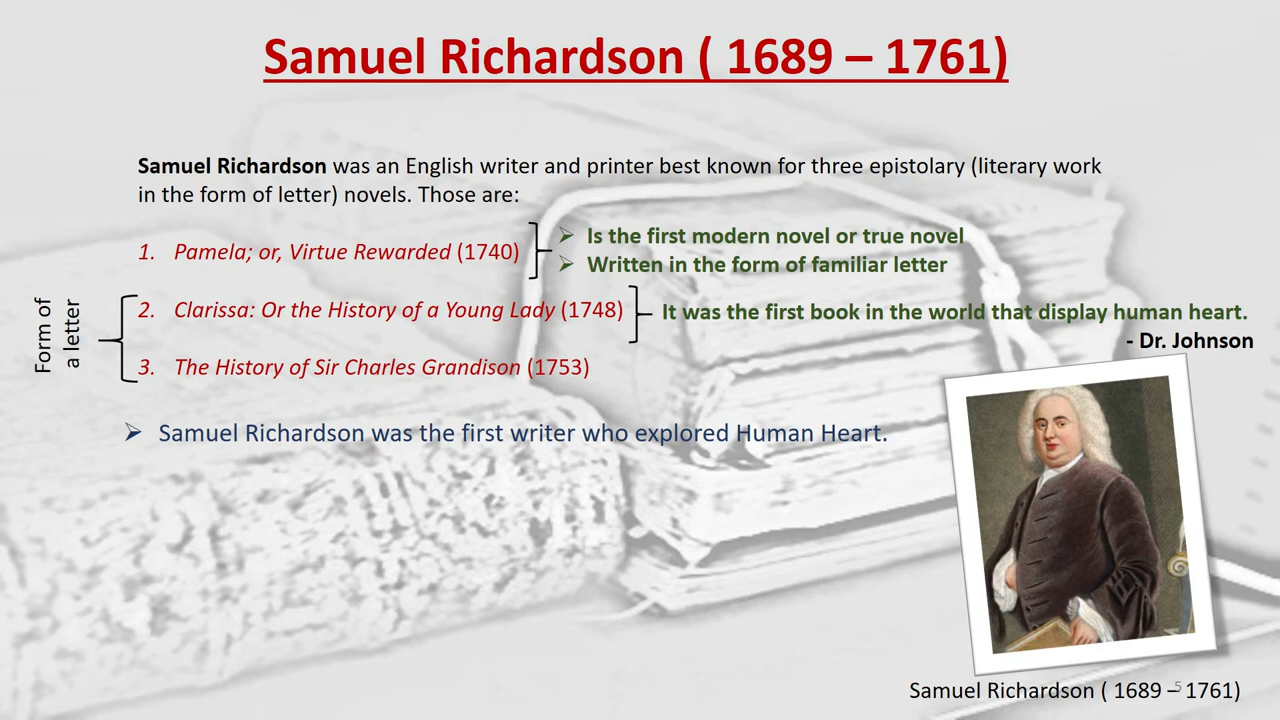 Samuel Richardson ( 1689 – 1761)
Samuel Richardson was an English writer and printer best known for three epistolary (literary work
in the form of letter) novels. Those are:
1. Pamela; or, Virtue Rewarded (1740)
➢ Is the first modern novel or true novel
➢ Written in the form of familiar letter
Form of
a letter
2. Clarissa: Or the History of a Young Lady (1748)
It was the first book in the world that display human heart.
- Dr. Johnson
3. The History of Sir Charles Grandison (1753)
➢ Samuel Richardson was the first writer who explored Human Heart.
Samuel Richardson ( 1689 – 1761)
5